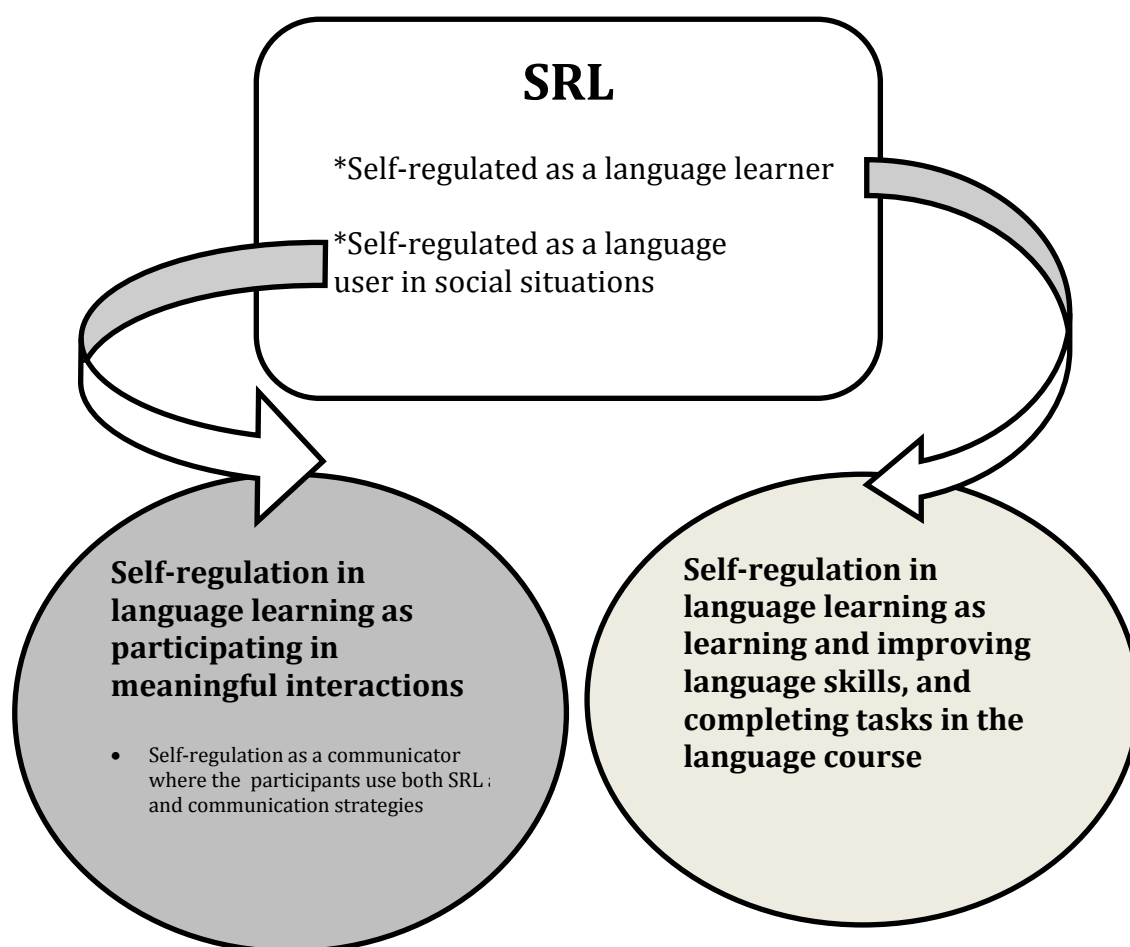 SRL
*Self-regulated as a language learner
*Self-regulated as a language
user in social situations
Self-regulation in
language learning as
participating in
meaningful interactions
• Self-regulation as a communicator
where the participants use both SRL
and communication strategies
Self-regulation in
language learning as
learning and improving
language skills, and
completing tasks in the
language course